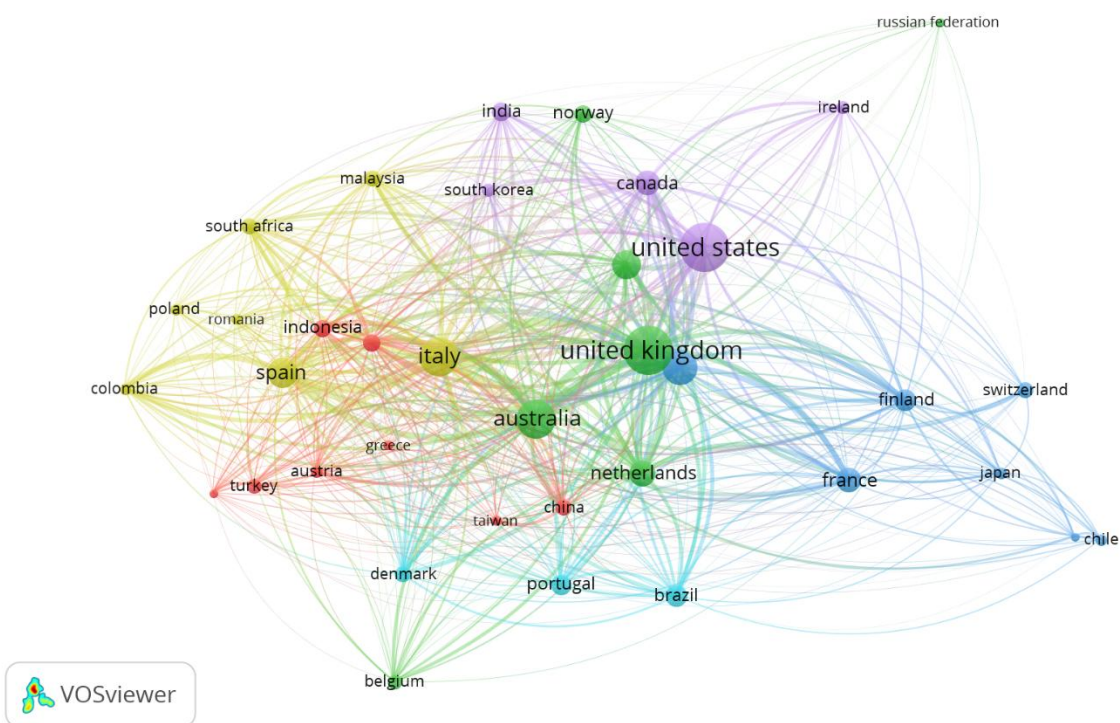 russian federation
india
norway
ireland
malaysia
south korea
canada
south africa
united states
poland
romania
indonesia
italy
united kingdom
spain
colombia
finland
switzerland
australia
greece
austria
turkey
netherlands
france
japan
taiwan
china
chile
denmark
portugal
brazil
belgium
VOSviewer